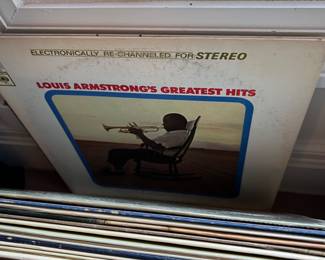 ELECTRONICALLY RE-CHANNELED FOR STEREO
LOUIS ARMSTRONG'S GREATEST HITS